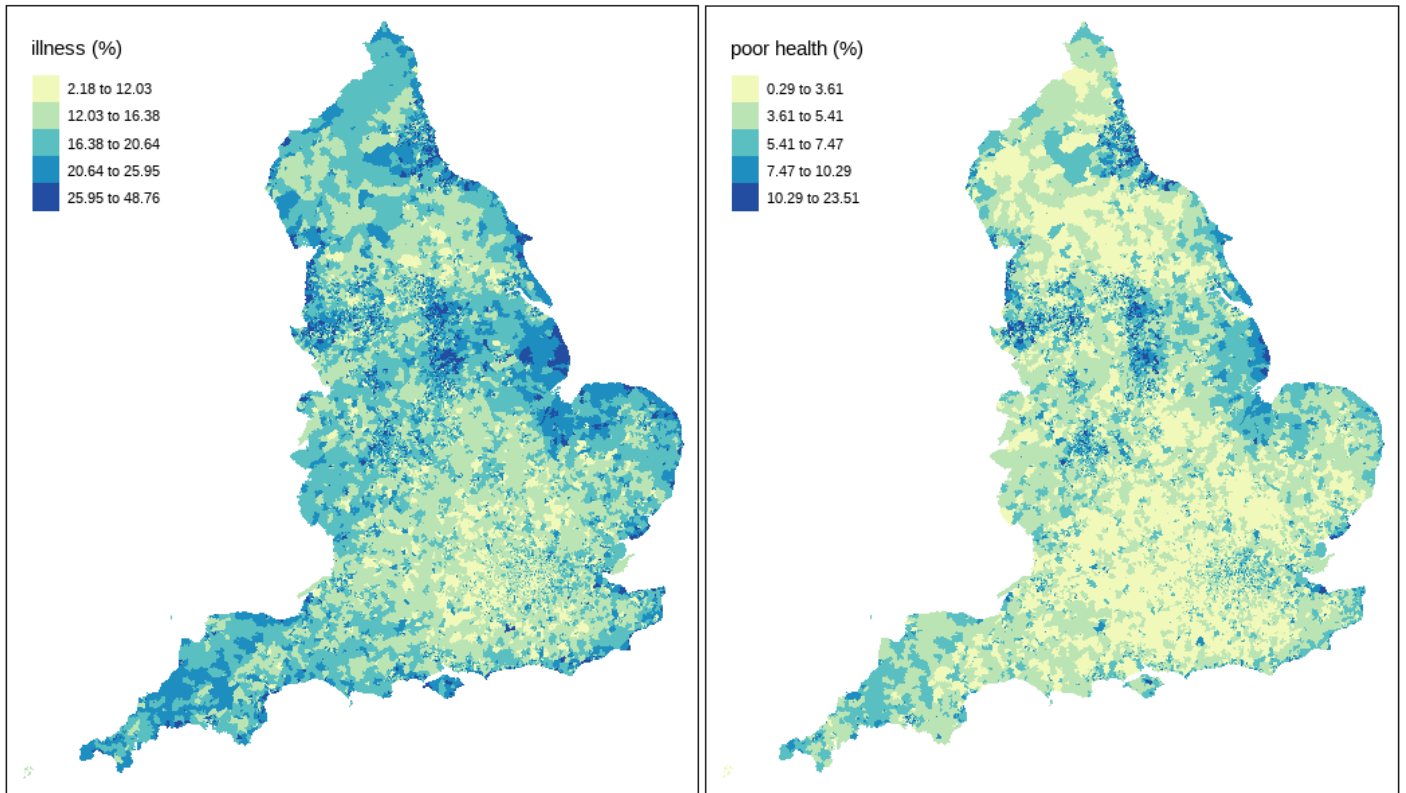 illness (%)
2.18 to 12.03
12.03 to 16.38
16.38 to 20.64
20.64 to 25.95
25.95 to 48.76
poor health (%)
0.29 to 3.61
3.61 to 5.41
5.41 to 7.47
7.47 to 10.29
10.29 to 23.51